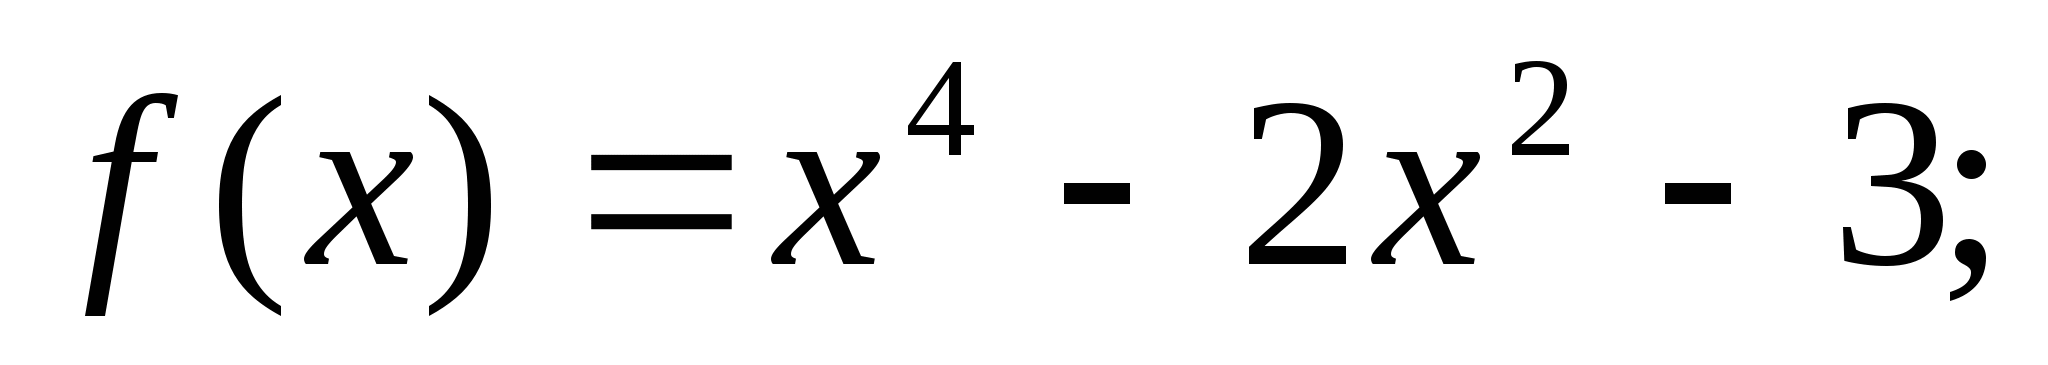 f(x) = x⁴ - 2x² - 3;